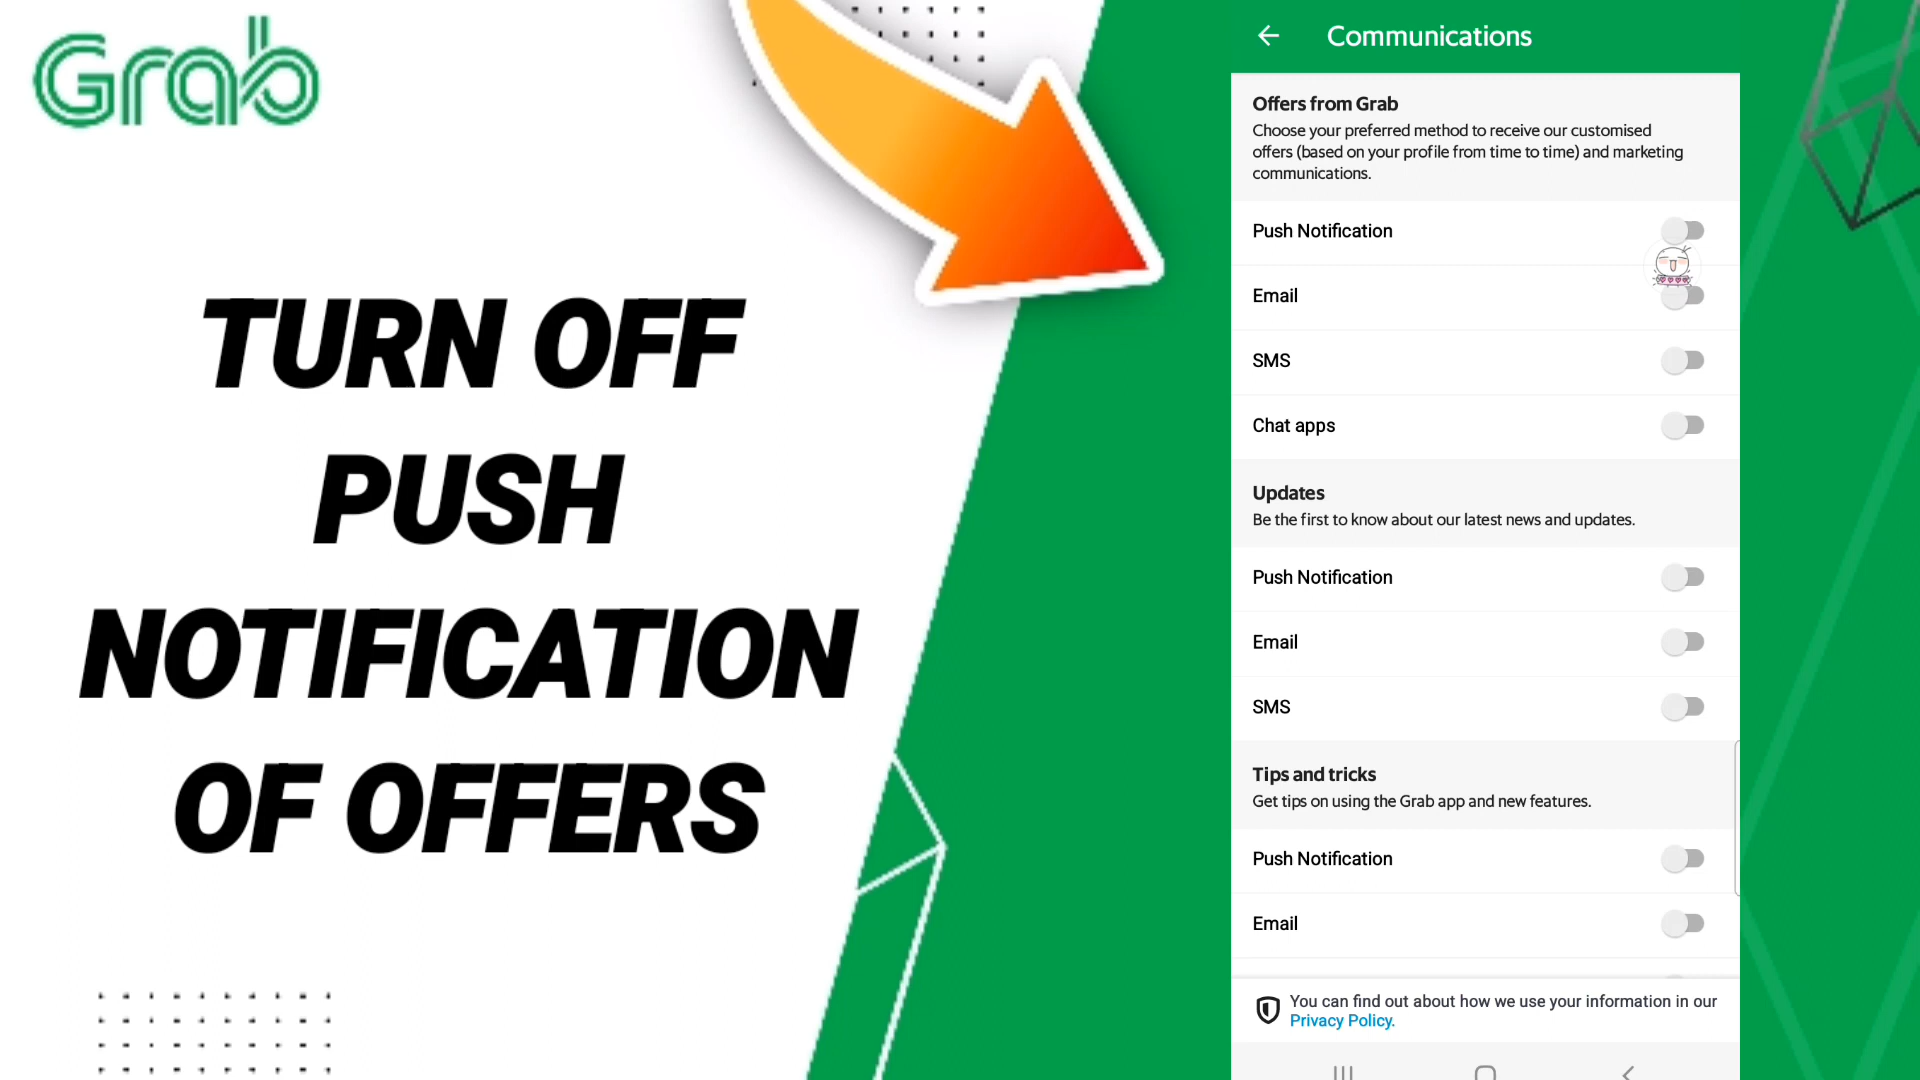 Grab
TURN OFF
PUSH
NOTIFICATION
OF OFFERS
Communications
Offers from Grab
Choose your preferred method to receive our customised
offers (based on your profile from time to time) and marketing
communications.
Push Notification
Email
SMS
Chat apps
Updates
Be the first to know about our latest news and updates.
Push Notification
Email
SMS
Tips and tricks
Get tips on using the Grab app and new features.
Push Notification
Email
You can find out about how we use your information in our
Privacy Policy.